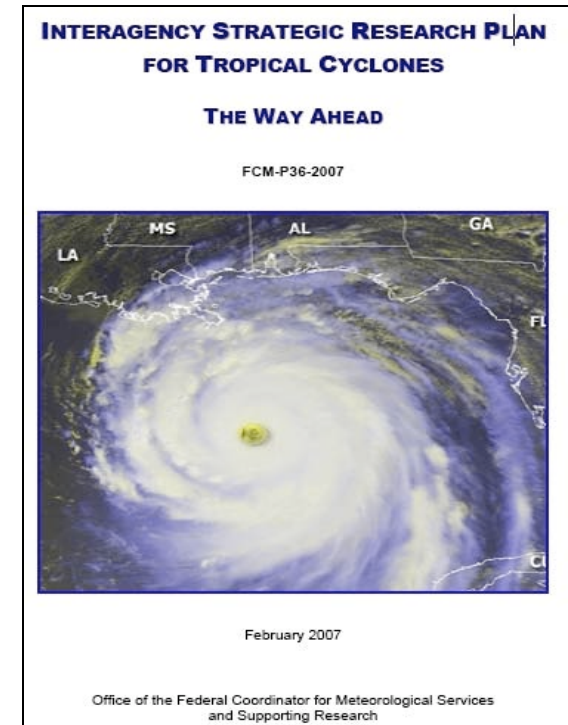 INTERAGENCY STRATEGIC RESEARCH PLAN
FOR TROPICAL CYCLONES
THE WAY AHEAD
FCM-P36-2007
MS AL GA
LA
FL
CU
February 2007
Office of the Federal Coordinator for Meteorological Services
and Supporting Research